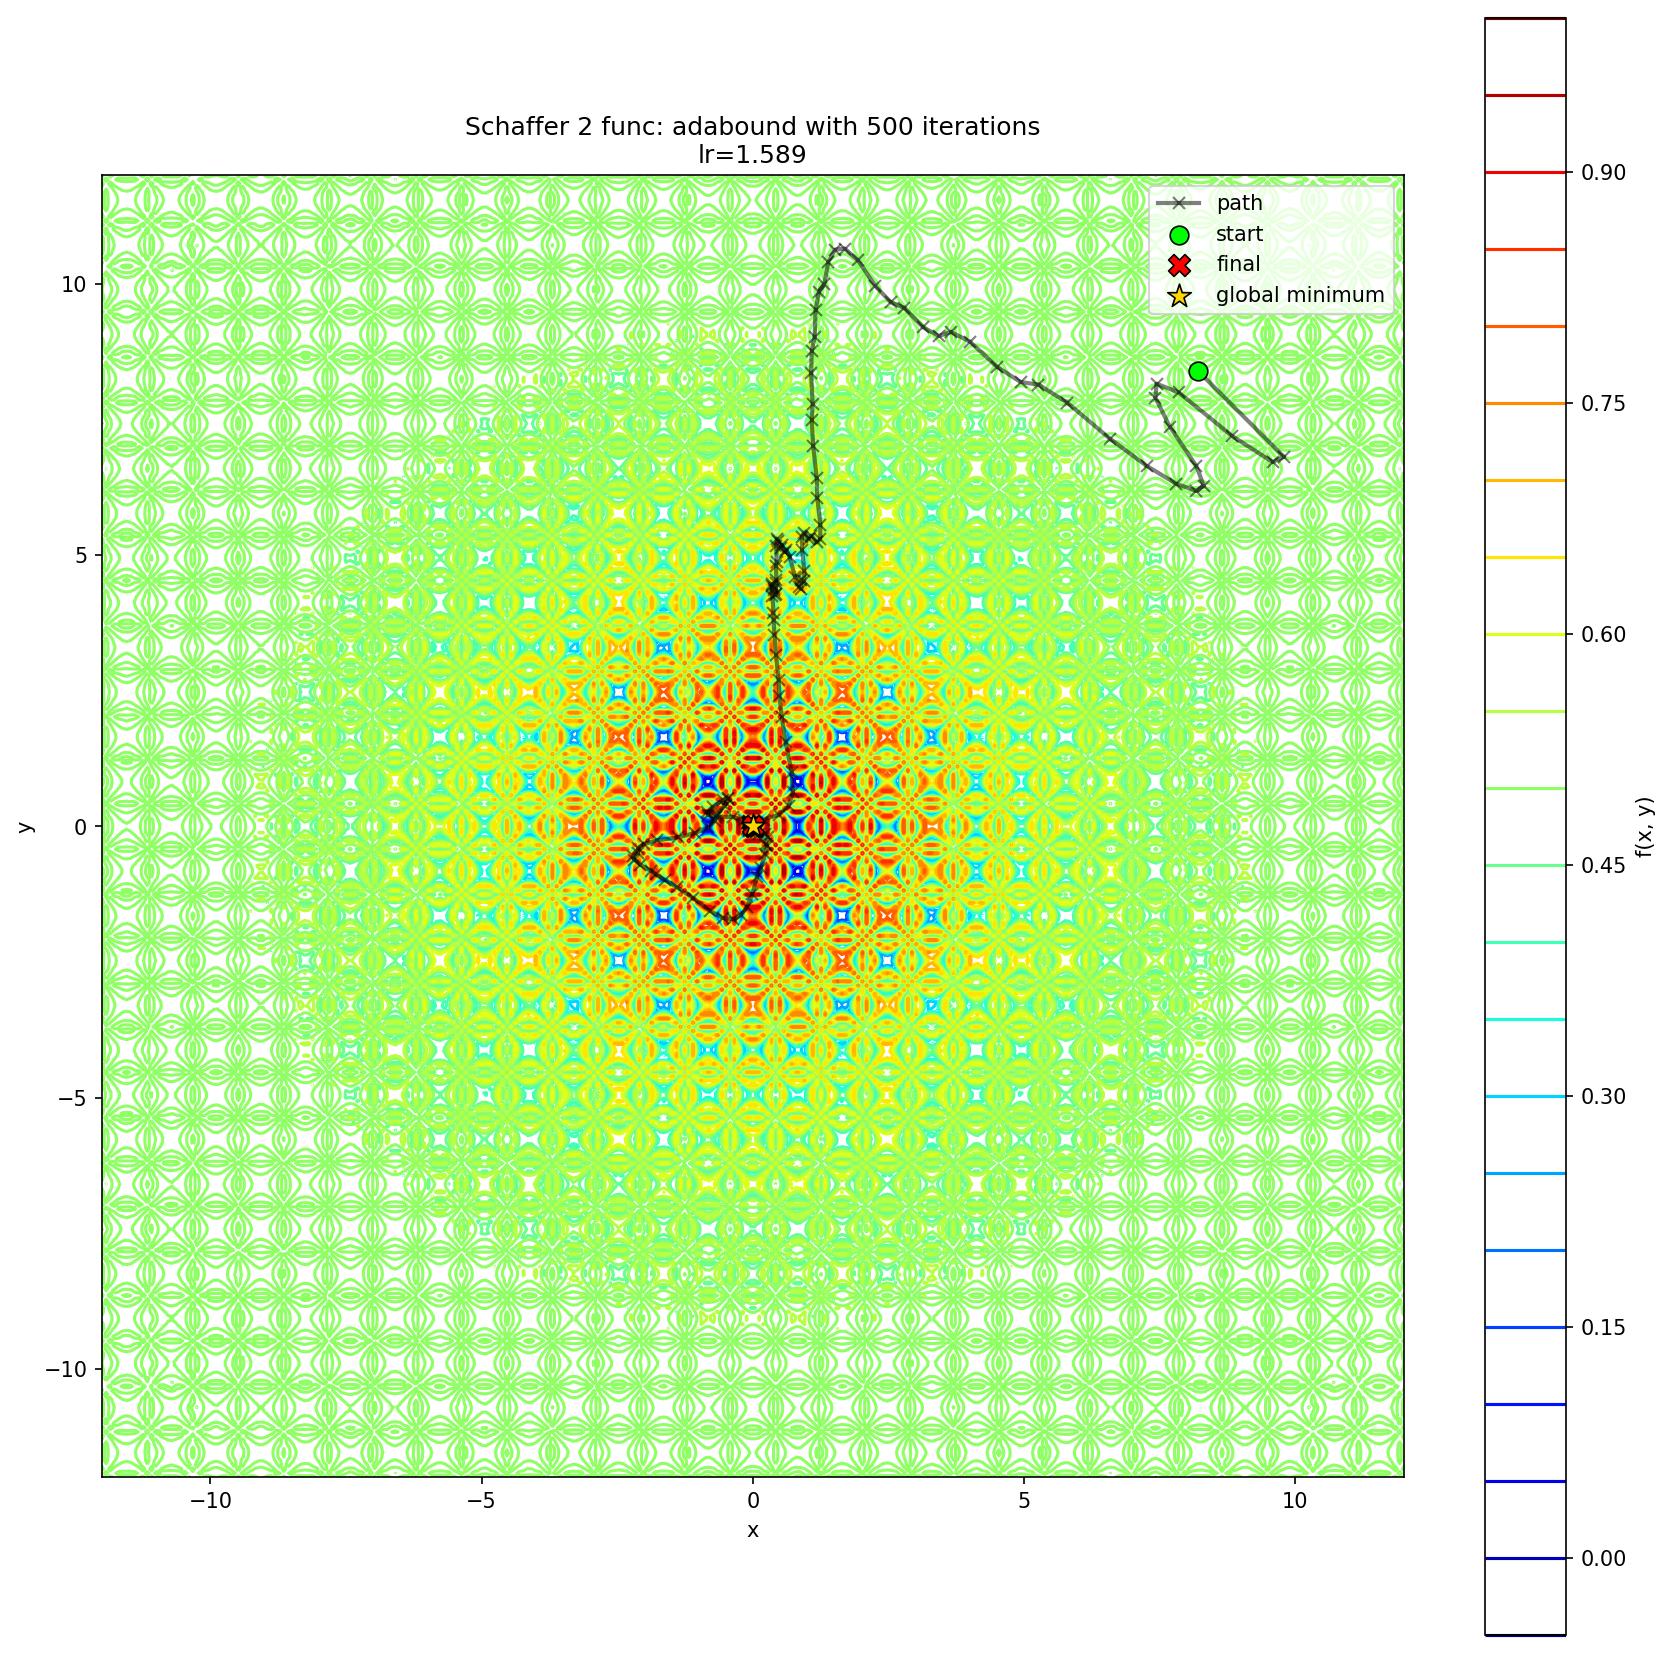 Schaffer 2 func: adabound with 500 iterations
lr=1.589
path
start
final
global minimum
10
5
0
−5
−10
y
−10
−5
0
5
10
x
0.90
0.75
0.60
0.45
0.30
0.15
0.00
f(x, y)